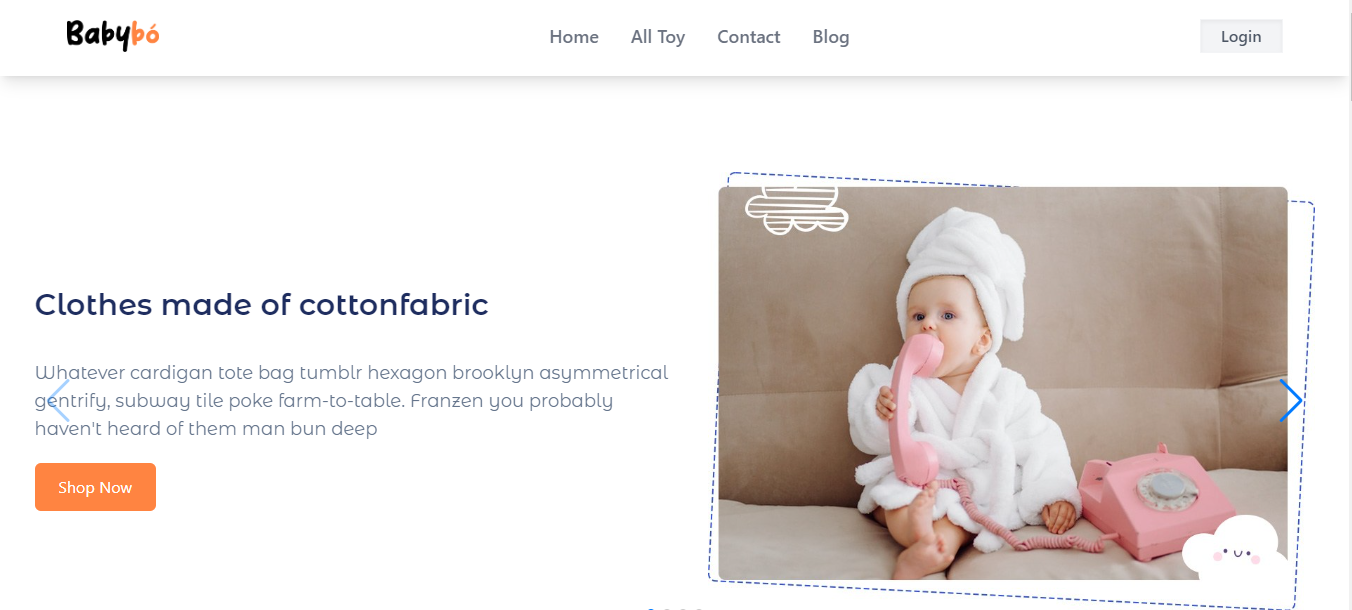 Babybó
Home
All Toy
Contact
Blog
Login
Clothes made of cottonfabric
Whatever cardigan tote bag tumblr hexagon brooklyn asymmetrical
gentrify, subway tile poke farm-to-table. Franzen you probably
haven't heard of them man bun deep
Shop Now